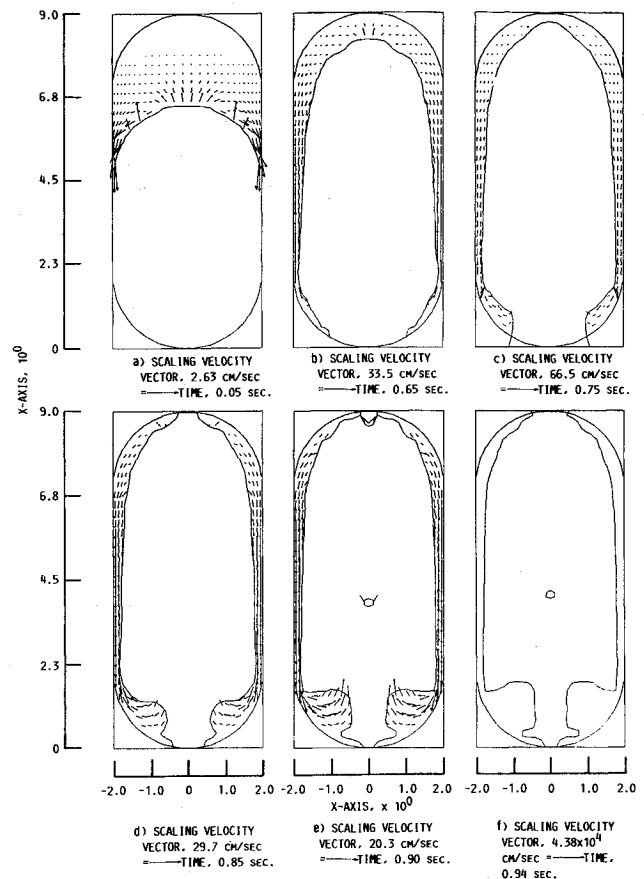 9.0
6.8
4.5
2.3
0
a) SCALING VELOCITY
VECTOR, 2.63 CM/SEC
=——→TIME, 0.05 SEC.
b) SCALING VELOCITY
VECTOR, 33.5 CM/SEC
=——→TIME, 0.65 SEC.
c) SCALING VELOCITY
VECTOR, 66.5 CM/SEC
=——→TIME, 0.75 SEC.
X-AXIS, 10⁰
9.0
6.8
4.5
2.3
0
-2.0 -1.0 0 1.0 2.0
-2.0 -1.0 0 1.0 2.0
-2.0 -1.0 0 1.0 2.0
X-AXIS, x 10⁰
d) SCALING VELOCITY
VECTOR, 29.7 CM/SEC
=——→TIME, 0.85 SEC.
e) SCALING VELOCITY
VECTOR, 20.3 CM/SEC
=——→TIME, 0.90 SEC.
f) SCALING VELOCITY
VECTOR, 4.38x10⁴
CM/SEC =——→TIME,
0.94 SEC.